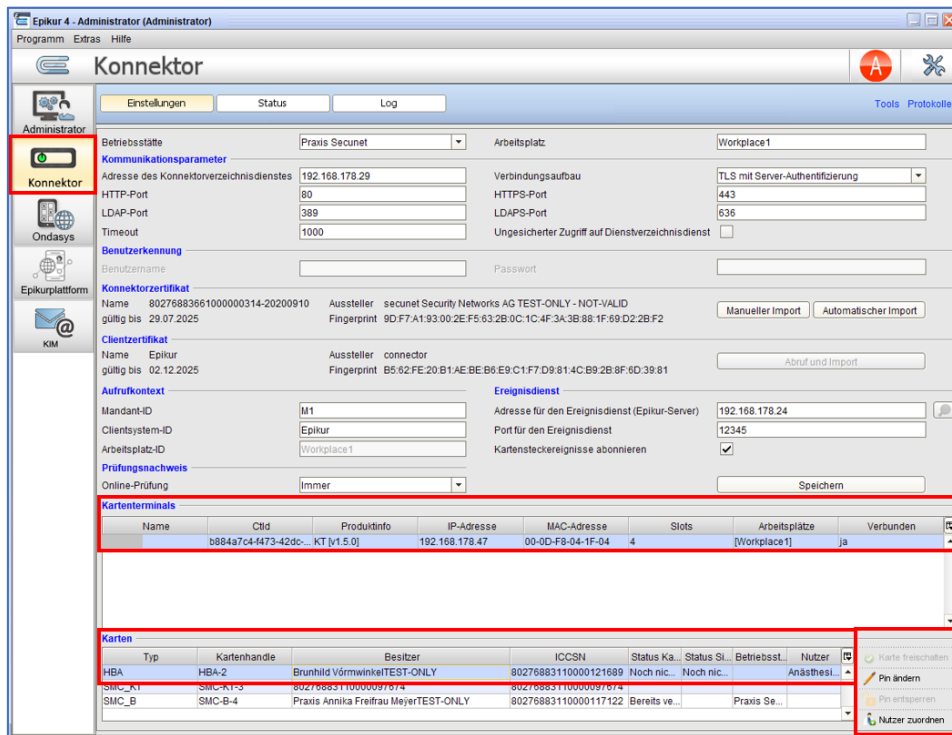 Epikur 4 - Administrator (Administrator)
Programm Extras Hilfe
Konnektor
A
Einstellungen Status Log Tools Protokolle
Administrator
Konnektor
Ondasys
Epikurplattform
KIM
Betriebsstätte Praxis Secunet Arbeitsplatz Workplace1
Kommunikationsparameter
Adresse des Konnektorverzeichnisdienstes 192.168.178.29 Verbindungsaufbau TLS mit Server-Authentifizierung
HTTP-Port 80 HTTPS-Port 443
LDAP-Port 389 LDAPS-Port 636
Timeout 1000 Ungesicherter Zugriff auf Dienstverzeichnisdienst
Benutzerkennung
Benutzername Passwort
Konnektorzertifikat
Name 80276883661000000314-20200910 Aussteller secunet Security Networks AG TEST-ONLY - NOT-VALID
gültig bis 29.07.2025 Fingerprint 9D:F7:A1:93:00:2E:F5:63:2B:0C:1C:4F:3A:3B:88:1F:69:D2:2B:F2 Manueller Import Automatischer Import
Clientzertifikat
Name Epikur Aussteller connector
gültig bis 02.12.2025 Fingerprint B5:62:FE:20:B1:AE:BE:B6:E9:C1:F7:D9:81:4C:B9:2B:8F:6D:39:81 Abruf und Import
Aufrufkontext Ereignisdienst
Mandant-ID M1 Adresse für den Ereignisdienst (Epikur-Server) 192.168.178.24
Clientsystem-ID Epikur Port für den Ereignisdienst 12345
Arbeitsplatz-ID Workplace1 Kartensteckereignisse abonnieren
Prüfungsnachweis
Online-Prüfung Immer Speichern
Kartenterminals
Name CtId Produktinfo IP-Adresse MAC-Adresse Slots Arbeitsplätze Verbunden
b884a7c4-f473-42dc-... KT [v1.5.0] 192.168.178.47 00-0D-F8-04-1F-04 4 [Workplace1] ja
Karten
Typ Kartenhandle Besitzer ICCSN Status Ka... Status Si... Betriebsst... Nutzer
HBA HBA-2 Brunhild VórmwinkelTEST-ONLY 80276883110000121689 Noch nic... Noch nic... Anästhesi...
SMC_KT SMC-KT-3 80276883110000097674 80276883110000097674
SMC_B SMC-B-4 Praxis Annika Freifrau MeÿerTEST-ONLY 80276883110000117122 Bereits ve... Praxis Se...
Karte freischalten
Pin ändern
Pin entsperren
Nutzer zuordnen